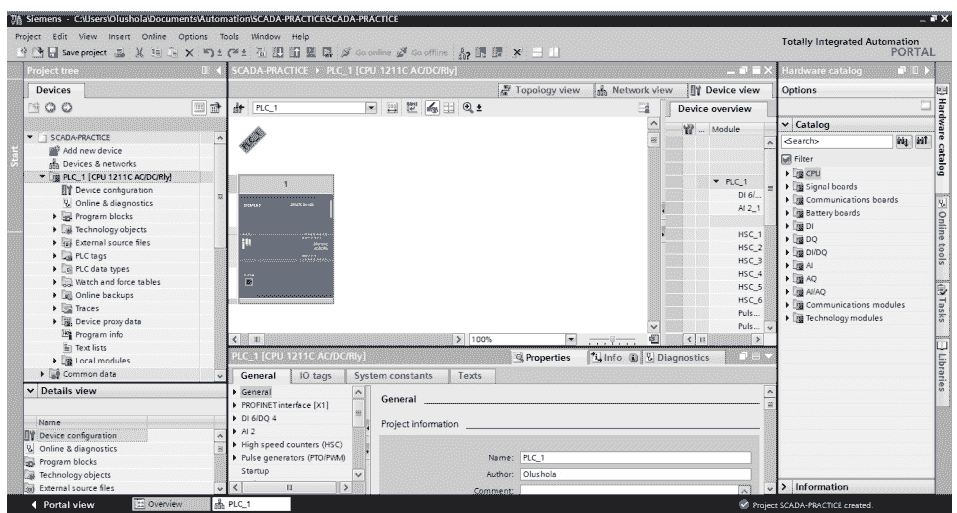 Siemens - C:\Users\Olushola\Documents\Automation\SCADA-PRACTICE\SCADA-PRACTICE
Project Edit View Insert Online Options Tools Window Help
Totally Integrated Automation
PORTAL
Save project
Go online
Go offline
Project tree
SCADA-PRACTICE PLC_1 [CPU 1211C AC/DC/Rly]
Hardware catalog
Devices
Topology view
Network view
Device view
Options
PLC_1
Device overview
Start
SCADA-PRACTICE
Add new device
Devices & networks
PLC_1 [CPU 1211C AC/DC/Rly]
Device configuration
Online & diagnostics
Program blocks
Technology objects
External source files
PLC tags
PLC data types
Watch and force tables
Online backups
Traces
Device proxy data
Program info
Text lists
Local modules
Common data
PLC_1
1
SIEMENS
100%
... Module
PLC_1
DI 6/...
AI 2_1
HSC_1
HSC_2
HSC_3
HSC_4
HSC_5
HSC_6
Puls...
Puls...
Catalog
<Search>
Filter
CPU
Signal boards
Communications boards
Battery boards
DI
DQ
DI/DQ
AI
AQ
AI/AQ
Communications modules
Technology modules
Hardware catalog
Online tools
Tasks
Libraries
Details view
Name
Device configuration
Online & diagnostics
Program blocks
Technology objects
External source files
PLC_1 [CPU 1211C AC/DC/Rly]
Properties
Info
Diagnostics
General
IO tags
System constants
Texts
General
PROFINET interface [X1]
DI 6/DQ 4
AI 2
High speed counters (HSC)
Pulse generators (PTO/PWM)
Startup
General
Project information
Name: PLC_1
Author: Olushola
Comment:
Information
Portal view
Overview
PLC_1
Project SCADA-PRACTICE created.